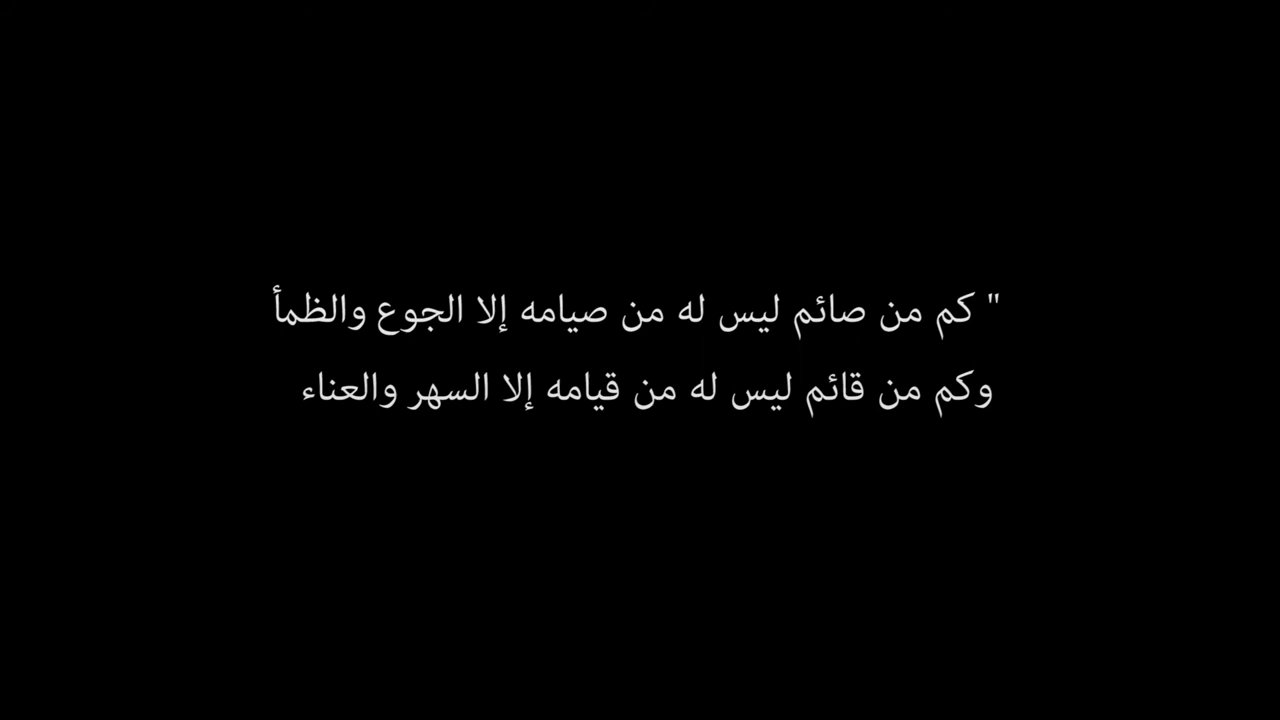 " كم من صائم ليس له من صيامه إلا الجوع والظمأ
وكم من قائم ليس له من قيامه إلا السهر والعناء